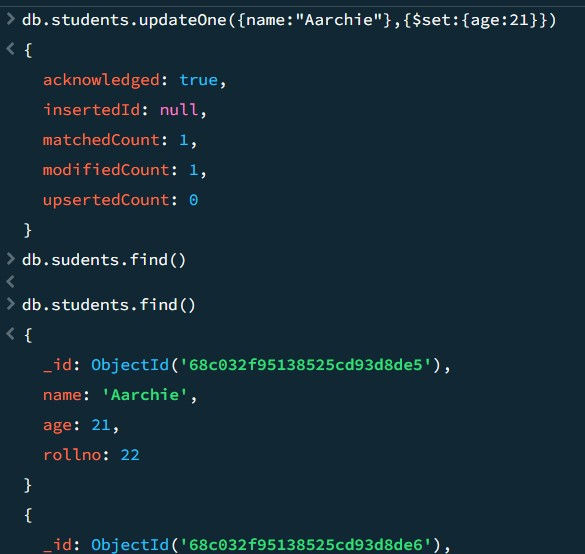 > db.students.updateOne({name:"Aarchie"},{$set:{age:21}})
< {
acknowledged: true,
insertedId: null,
matchedCount: 1,
modifiedCount: 1,
upsertedCount: 0
}
> db.sudents.find()
<
> db.students.find()
< {
_id: ObjectId('68c032f95138525cd93d8de5'),
name: 'Aarchie',
age: 21,
rollno: 22
}
{
_id: ObjectId('68c032f95138525cd93d8de6'),